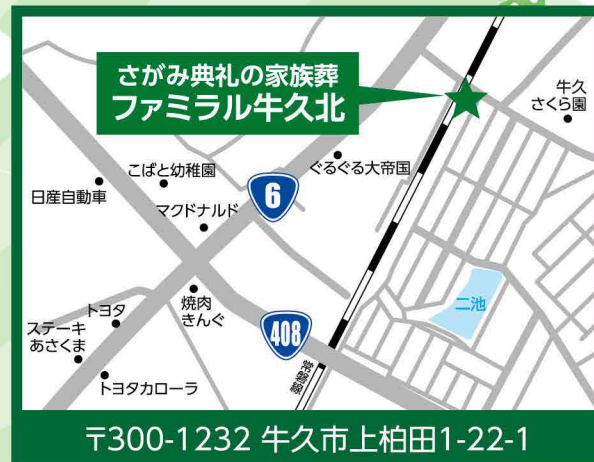 さがみ典礼の家族葬
ファミラル牛久北
牛久
さくら園
こばと幼稚園
ぐるぐる大帝国
日産自動車
6
マクドナルド
二池
焼肉
きんぐ
トヨタ
408
ステーキ
あさくま
常磐線
トヨタカローラ
〒300-1232 牛久市上柏田1-22-1